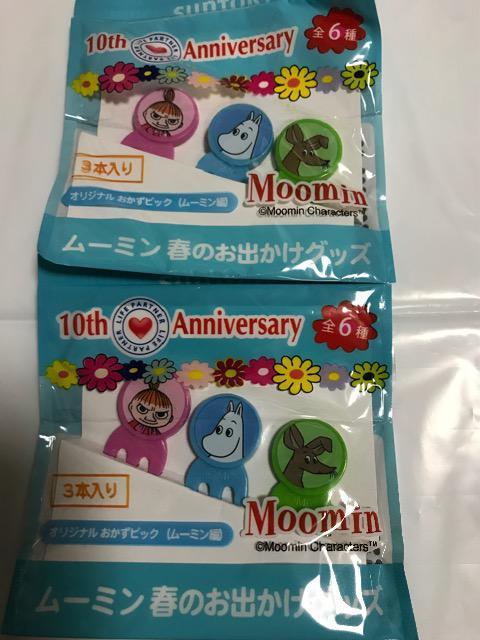 SUNTORY
10th Anniversary
全6種
3本入り
オリジナル おかずピック (ムーミン編)
Moomin
©Moomin Characters™
ムーミン 春のお出かけグッズ
10th Anniversary
LIFE PARTNER LIFE PARTNER
全6種
3本入り
オリジナル おかずピック (ムーミン編)
Moomin
©Moomin Characters™
ムーミン 春のお出かけグッズ